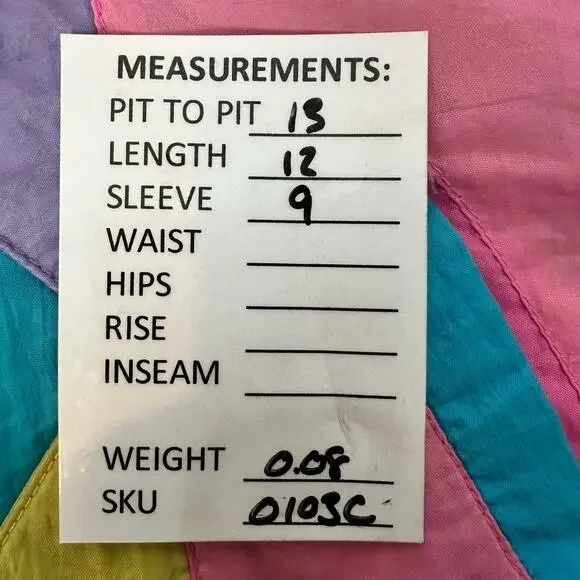 MEASUREMENTS:
PIT TO PIT 13
LENGTH 12
SLEEVE 9
WAIST
HIPS
RISE
INSEAM
WEIGHT 0.08
SKU 0103C